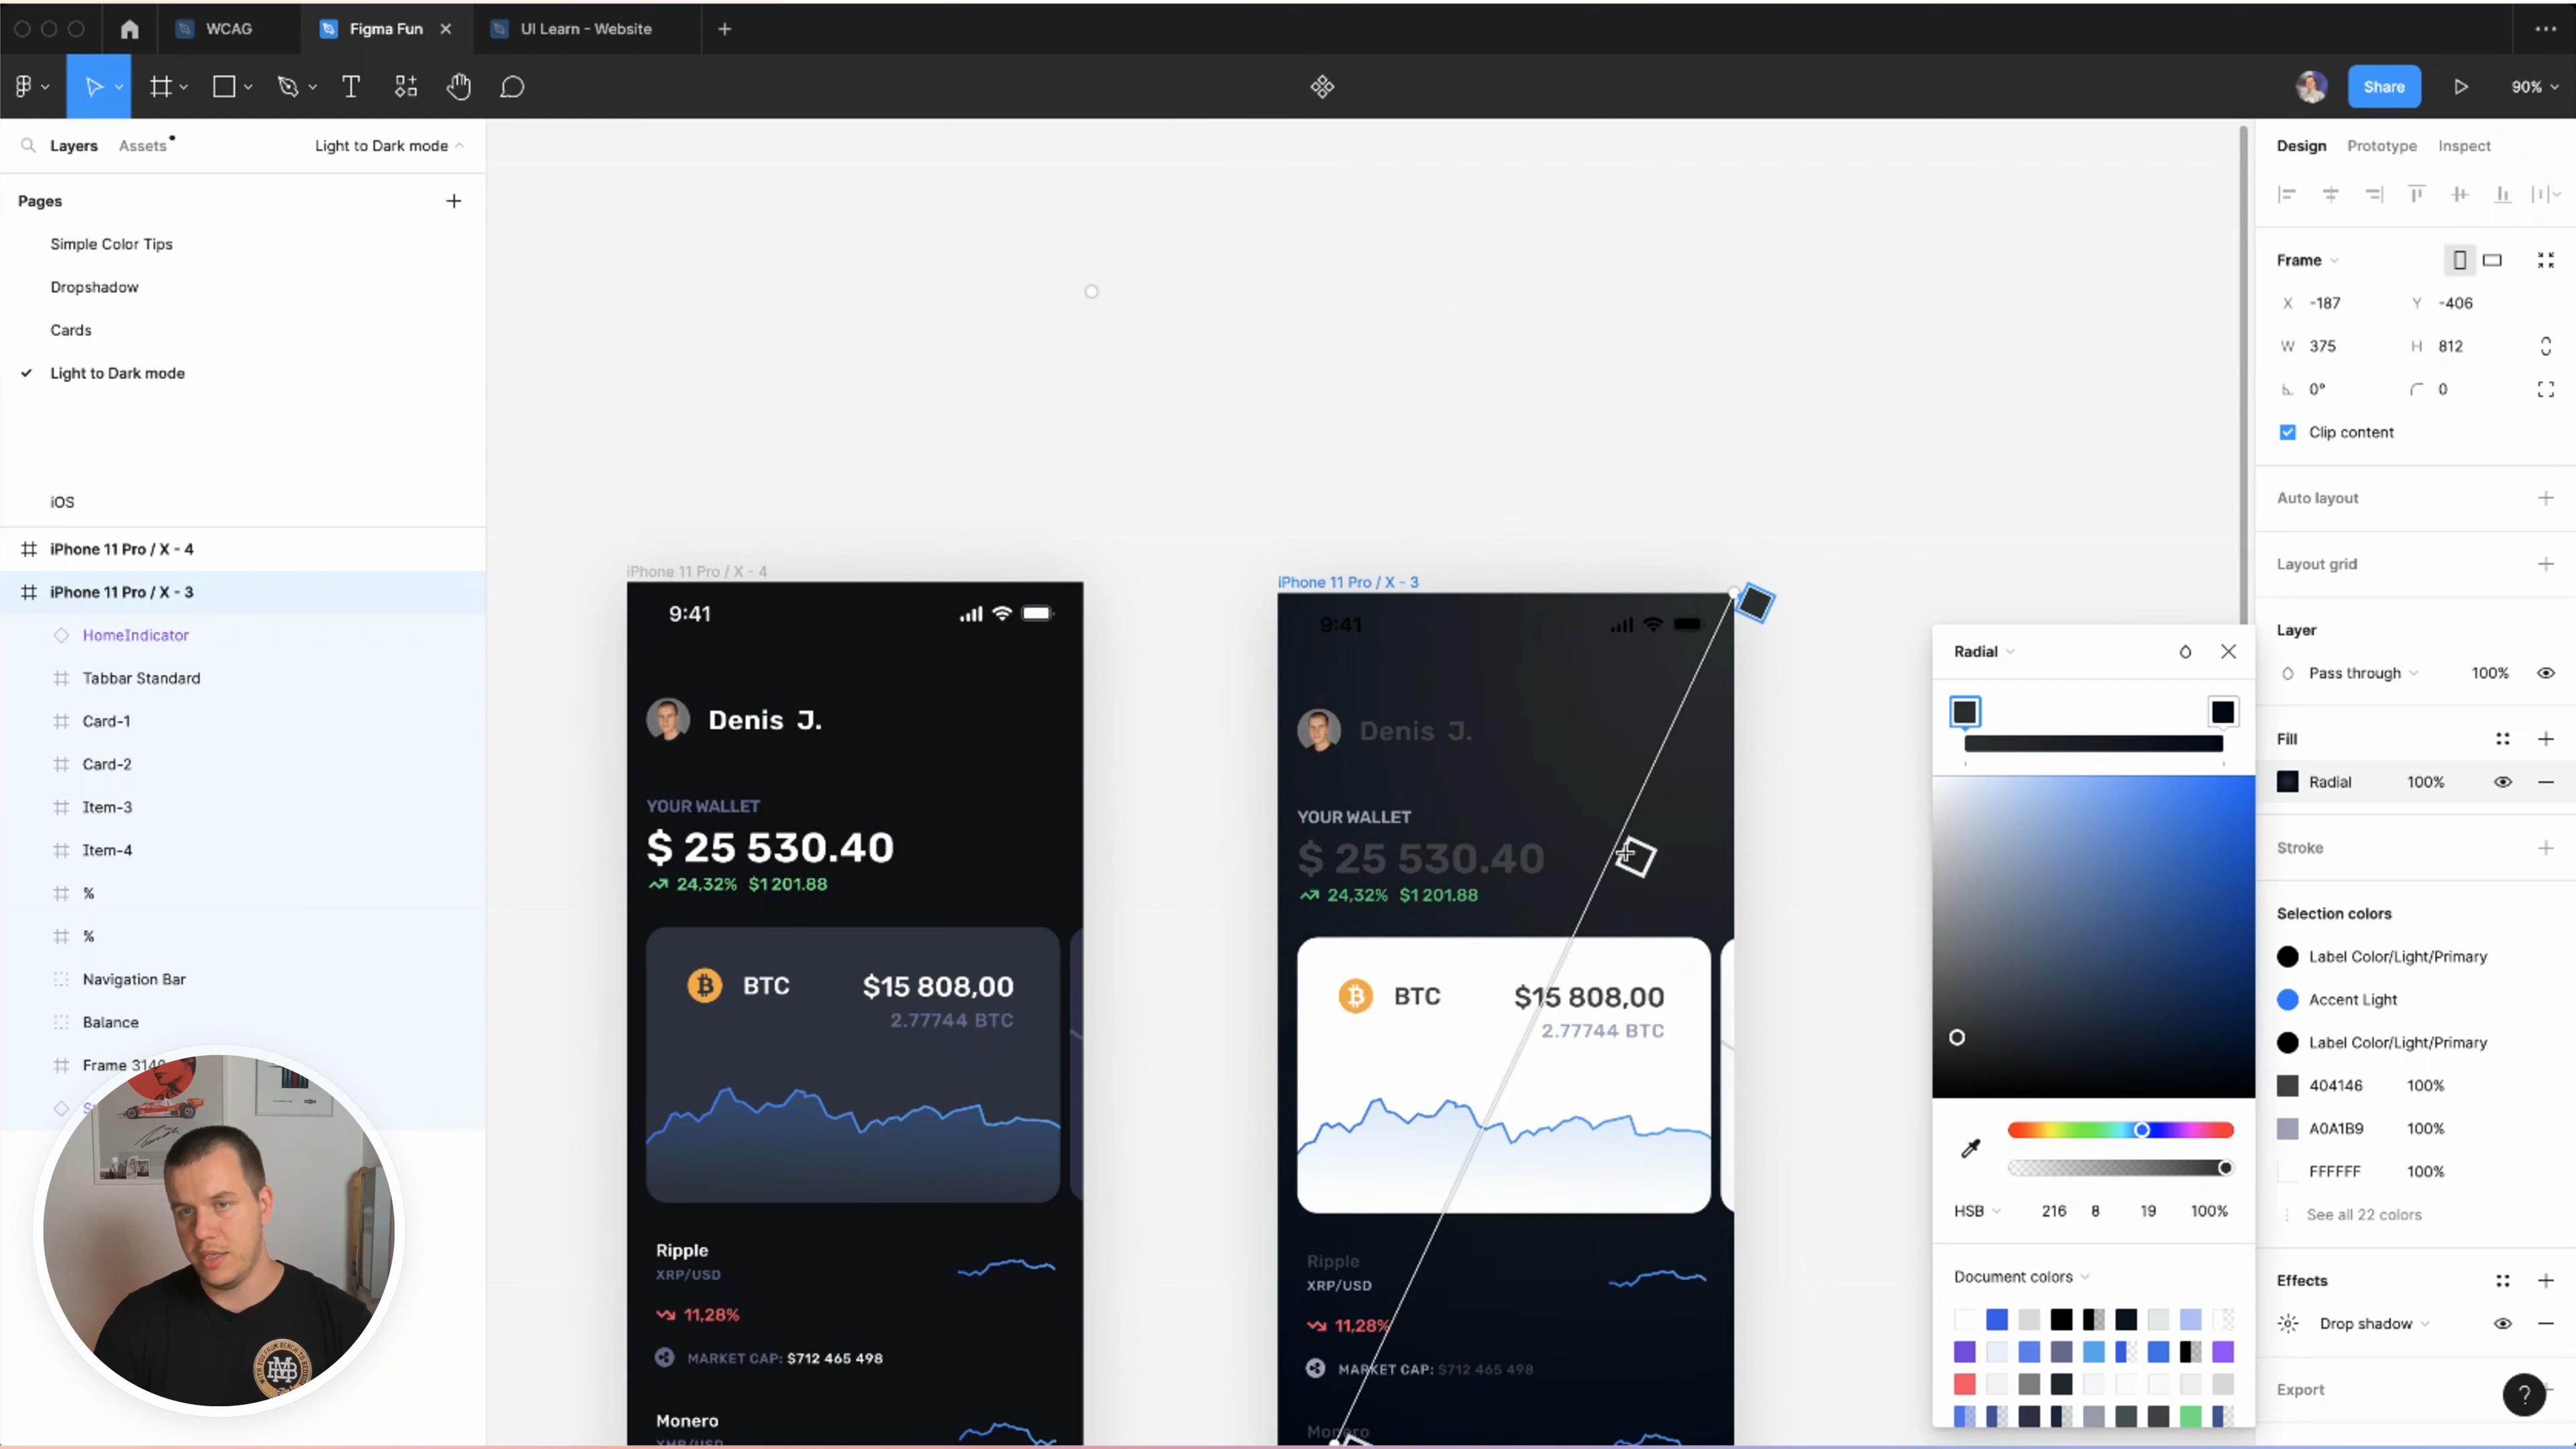 WCAG
Figma Fun
UI Learn - Website
Share
90%
Layers
Assets
Light to Dark mode
Pages
Simple Color Tips
Dropshadow
Cards
Light to Dark mode
iOS
iPhone 11 Pro / X - 4
iPhone 11 Pro / X - 3
HomeIndicator
Tabbar Standard
Card-1
Card-2
Item-3
Item-4
%
%
Navigation Bar
Balance
Frame
iPhone 11 Pro / X - 4
9:41
Denis J.
YOUR WALLET
$ 25 530.40
24,32% $1 201.88
BTC
$15 808,00
2.77744 BTC
Ripple
XRP/USD
11,28%
MARKET CAP: $712 465 498
Monero
XMR/USD
iPhone 11 Pro / X - 3
9:41
Denis J.
YOUR WALLET
$ 25 530.40
24,32% $1 201.88
BTC
$15 808,00
2.77744 BTC
Ripple
XRP/USD
11,28%
MARKET CAP: $712 465 498
Monero
Radial
HSB 216 8 19 100%
Document colors
Design
Prototype
Inspect
Frame
X -187 Y -406
W 375 H 812
0° 0
Clip content
Auto layout
Layout grid
Layer
Pass through 100%
Fill
Radial 100%
Stroke
Selection colors
Label Color/Light/Primary
Accent Light
Label Color/Light/Primary
404146 100%
A0A1B9 100%
FFFFFF 100%
See all 22 colors
Effects
Drop shadow
Export
?